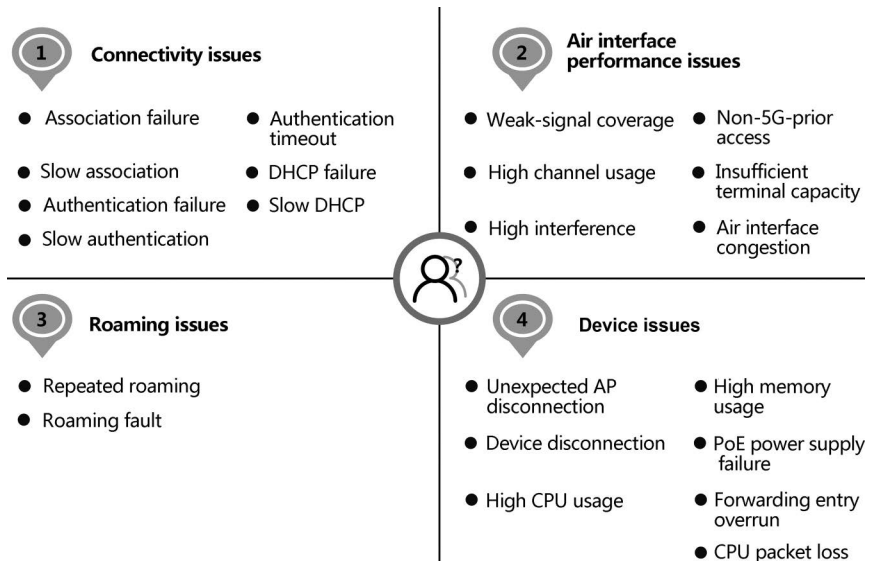 1
Connectivity issues
Association failure
Slow association
Authentication failure
Slow authentication
Authentication
timeout
DHCP failure
Slow DHCP
2
Air interface
performance issues
Weak-signal coverage
High channel usage
High interference
Non-5G-prior
access
Insufficient
terminal capacity
Air interface
congestion
?
3
Roaming issues
Repeated roaming
Roaming fault
4
Device issues
Unexpected AP
disconnection
Device disconnection
High CPU usage
High memory
usage
PoE power supply
failure
Forwarding entry
overrun
CPU packet loss